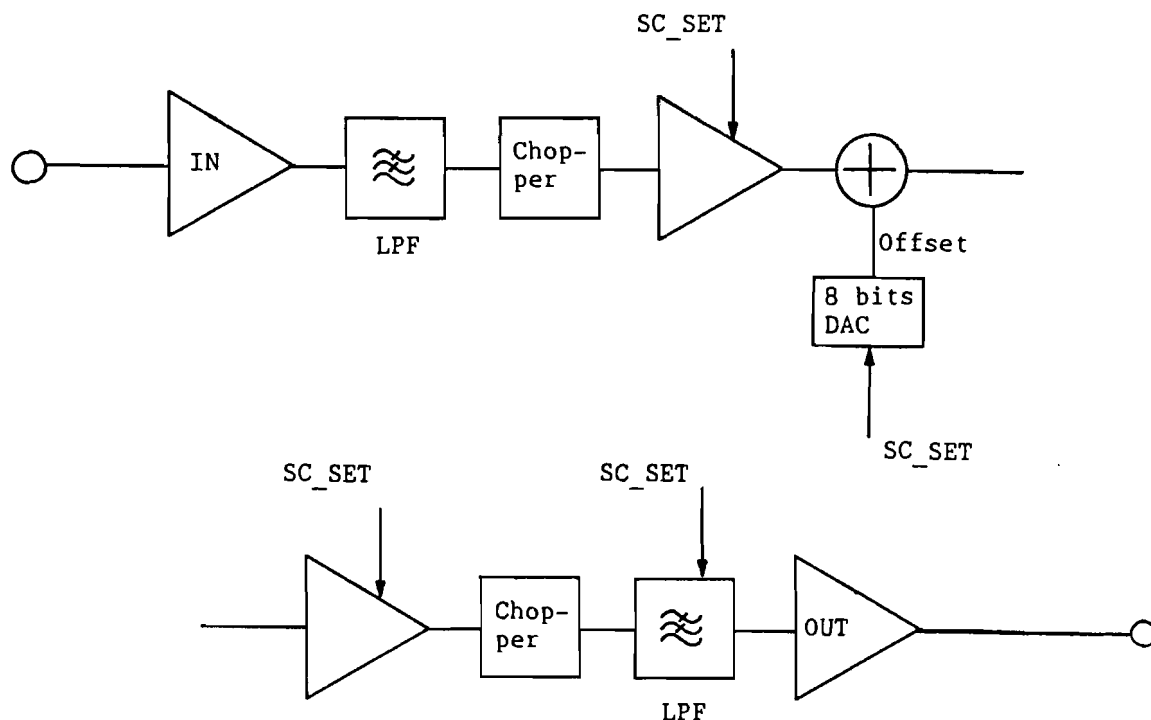 SC_SET
IN
Chop-
per
LPF
Offset
8 bits
DAC
SC_SET
SC_SET
SC_SET
Chop-
per
OUT
LPF